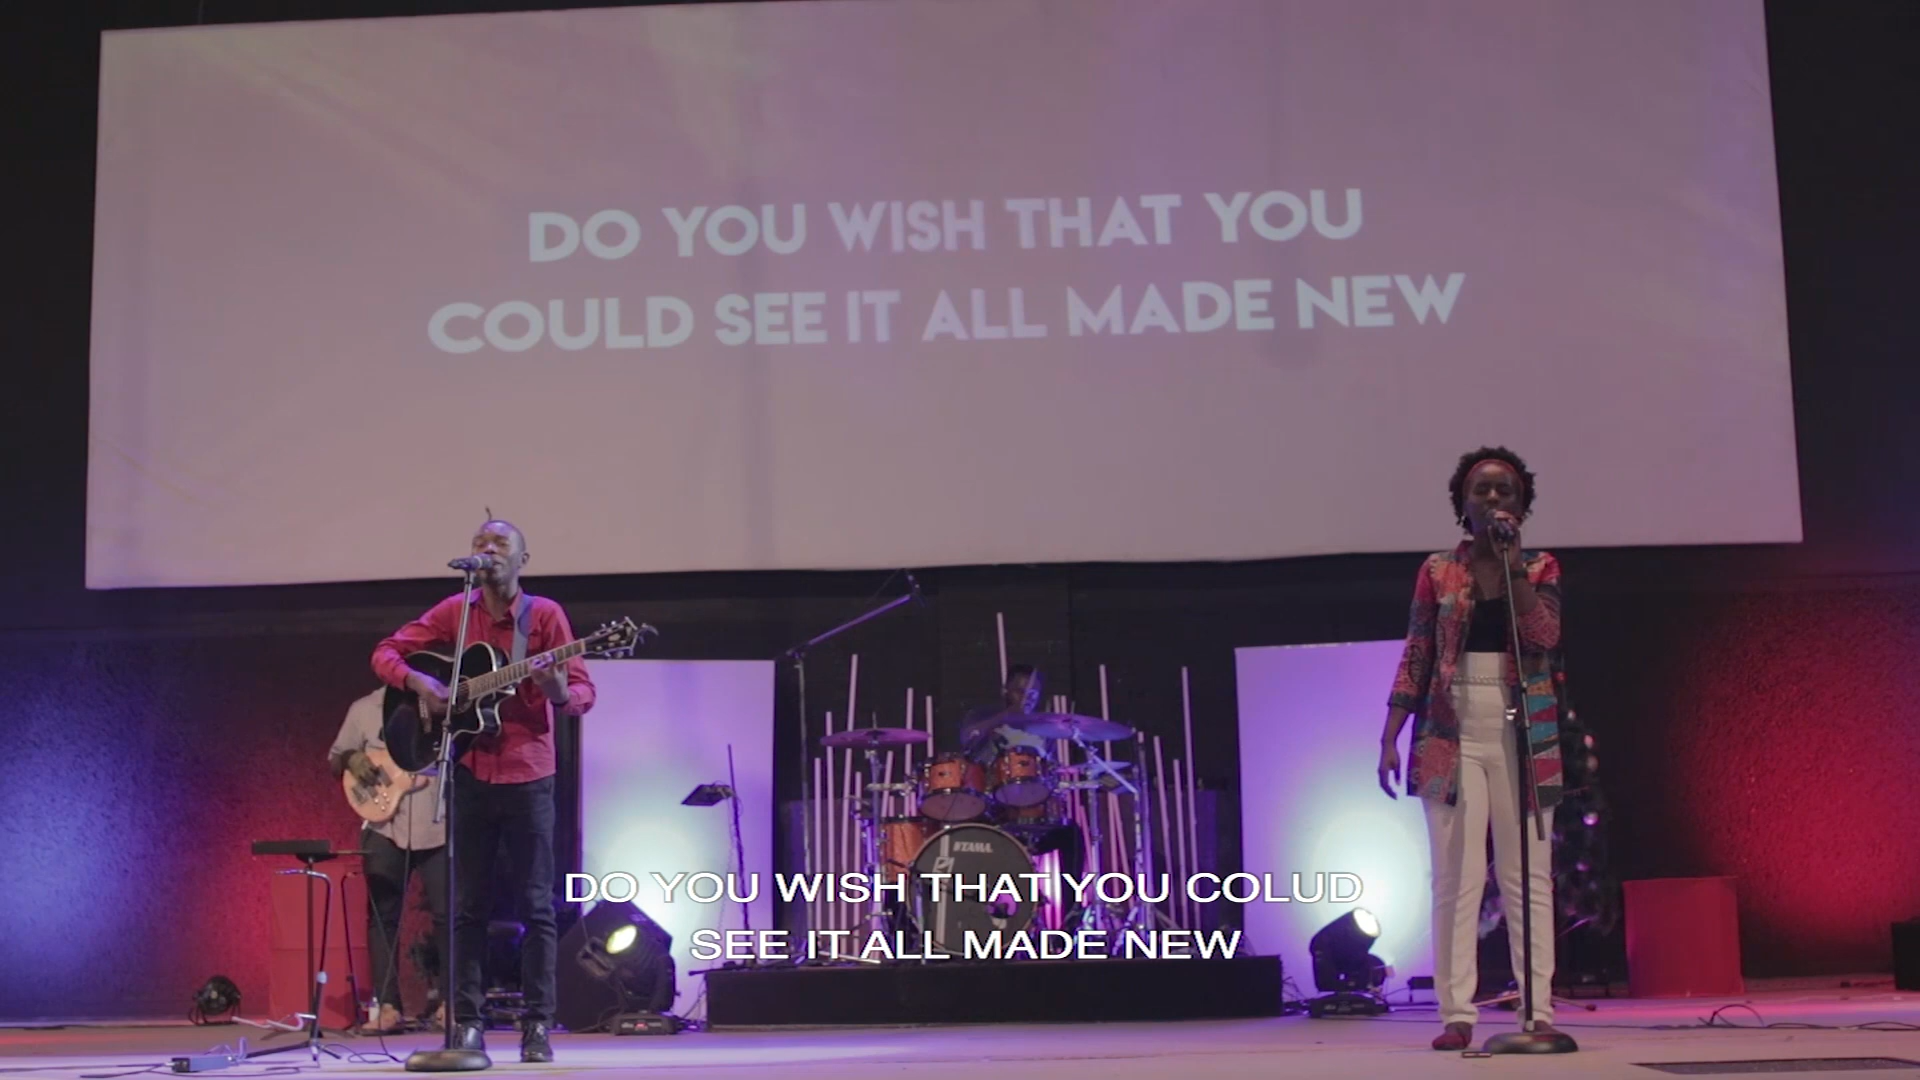 DO YOU WISH THAT YOU
COULD SEE IT ALL MADE NEW
TAMA
DO YOU WISH THAT YOU COLUD
SEE IT ALL MADE NEW